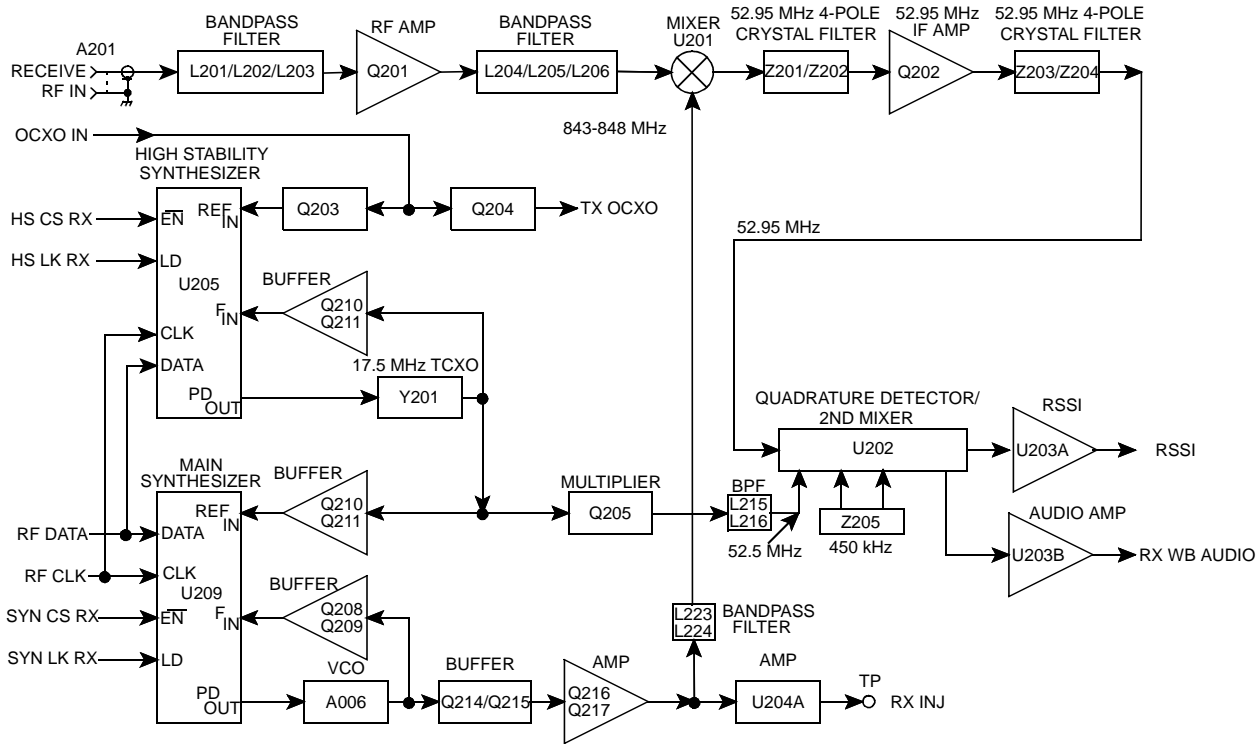 A201
RECEIVE
RF IN
BANDPASS
FILTER
L201/L202/L203
RF AMP
Q201
BANDPASS
FILTER
L204/L205/L206
MIXER
U201
52.95 MHz 4-POLE
CRYSTAL FILTER
Z201/Z202
52.95 MHz
IF AMP
Q202
52.95 MHz 4-POLE
CRYSTAL FILTER
Z203/Z204
843-848 MHz
OCXO IN
HIGH STABILITY
SYNTHESIZER
HS CS RX
EN
REF IN
Q203
Q204
TX OCXO
52.95 MHz
HS LK RX
LD
U205
BUFFER
F IN
Q210
Q211
CLK
DATA
17.5 MHz TCXO
PD OUT
Y201
QUADRATURE DETECTOR/
2ND MIXER
U202
RSSI
U203A
RSSI
MAIN
SYNTHESIZER
BUFFER
REF IN
Q210
Q211
MULTIPLIER
Q205
BPF
L215
L216
52.5 MHz
Z205
450 kHz
AUDIO AMP
U203B
RX WB AUDIO
RF DATA
DATA
RF CLK
CLK
U209
SYN CS RX
EN
F IN
BUFFER
Q208
Q209
L223
L224
BANDPASS
FILTER
SYN LK RX
LD
PD OUT
VCO
A006
BUFFER
Q214/Q215
AMP
Q216
Q217
AMP
U204A
TP
RX INJ